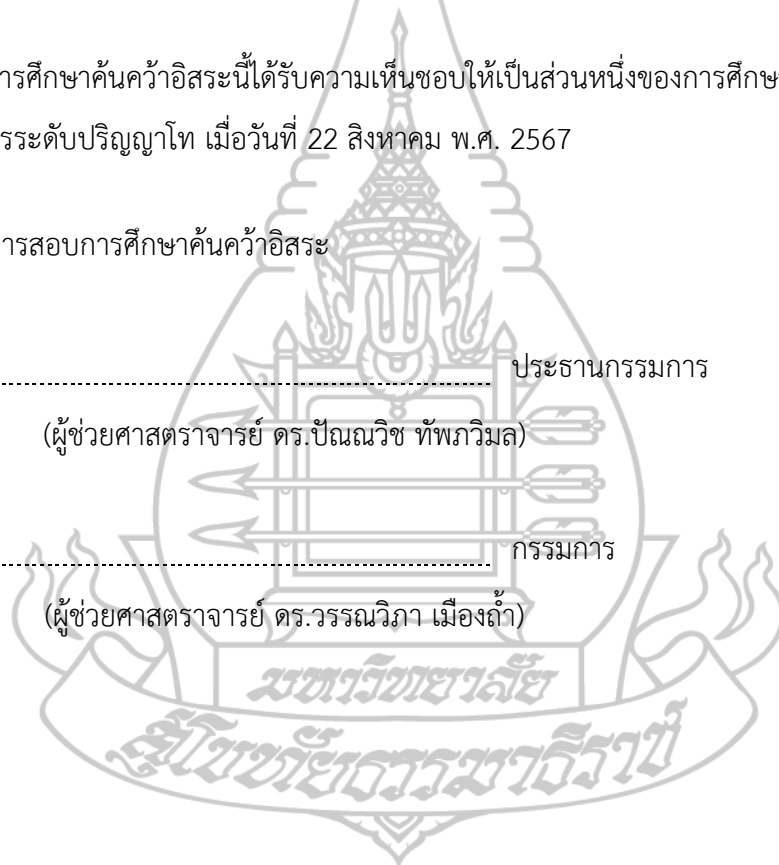 การศึกษาค้นคว้าอิสระนี้ได้รับความเห็นชอบให้เป็นส่วนหนึ่งของการศึกษ
รระดับปริญญาโท เมื่อวันที่ 22 สิงหาคม พ.ศ. 2567
ารสอบการศึกษาค้นคว้าอิสระ
ประธานกรรมการ
(ผู้ช่วยศาสตราจารย์ ดร.ปัณณวิช ทัพภวิมล)
กรรมการ
(ผู้ช่วยศาสตราจารย์ ดร.วรรณวิภา เมืองถ้ำ)
มหาวิทยาลัย
สุโขทัยธรรมาธิราช